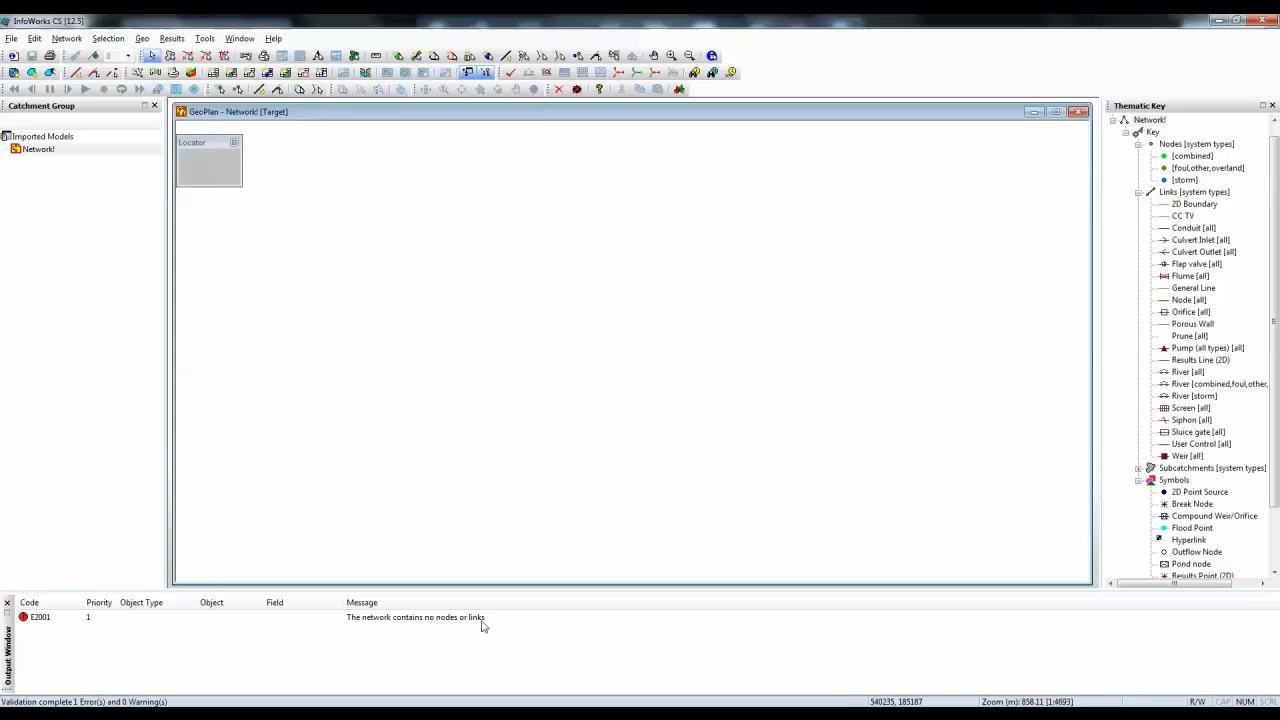 InfoWorks CS [12.5]
File Edit Network Selection Geo Results Tools Window Help
Catchment Group
Imported Models
Network!
GeoPlan - Network! [Target]
Locator
Thematic Key
Network!
Key
Nodes [system types]
[combined]
[foul,other,overland]
[storm]
Links [system types]
2D Boundary
CC TV
Conduit [all]
Culvert Inlet [all]
Culvert Outlet [all]
Flap valve [all]
Flume [all]
General Line
Node [all]
Orifice [all]
Porous Wall
Prune [all]
Pump (all types) [all]
Results Line (2D)
River [all]
River [combined,foul,other,
River [storm]
Screen [all]
Siphon [all]
Sluice gate [all]
User Control [all]
Weir [all]
Subcatchments [system types]
Symbols
2D Point Source
Break Node
Compound Weir/Orifice
Flood Point
Hyperlink
Outflow Node
Pond node
Results Point (2D)
Code Priority Object Type Object Field Message
E2001 1 The network contains no nodes or links
Output Window
Validation complete 1 Error(s) and 0 Warning(s) 540235, 185187 Zoom (m): 858.11 [1:4693] R/W CAP NUM SCRL